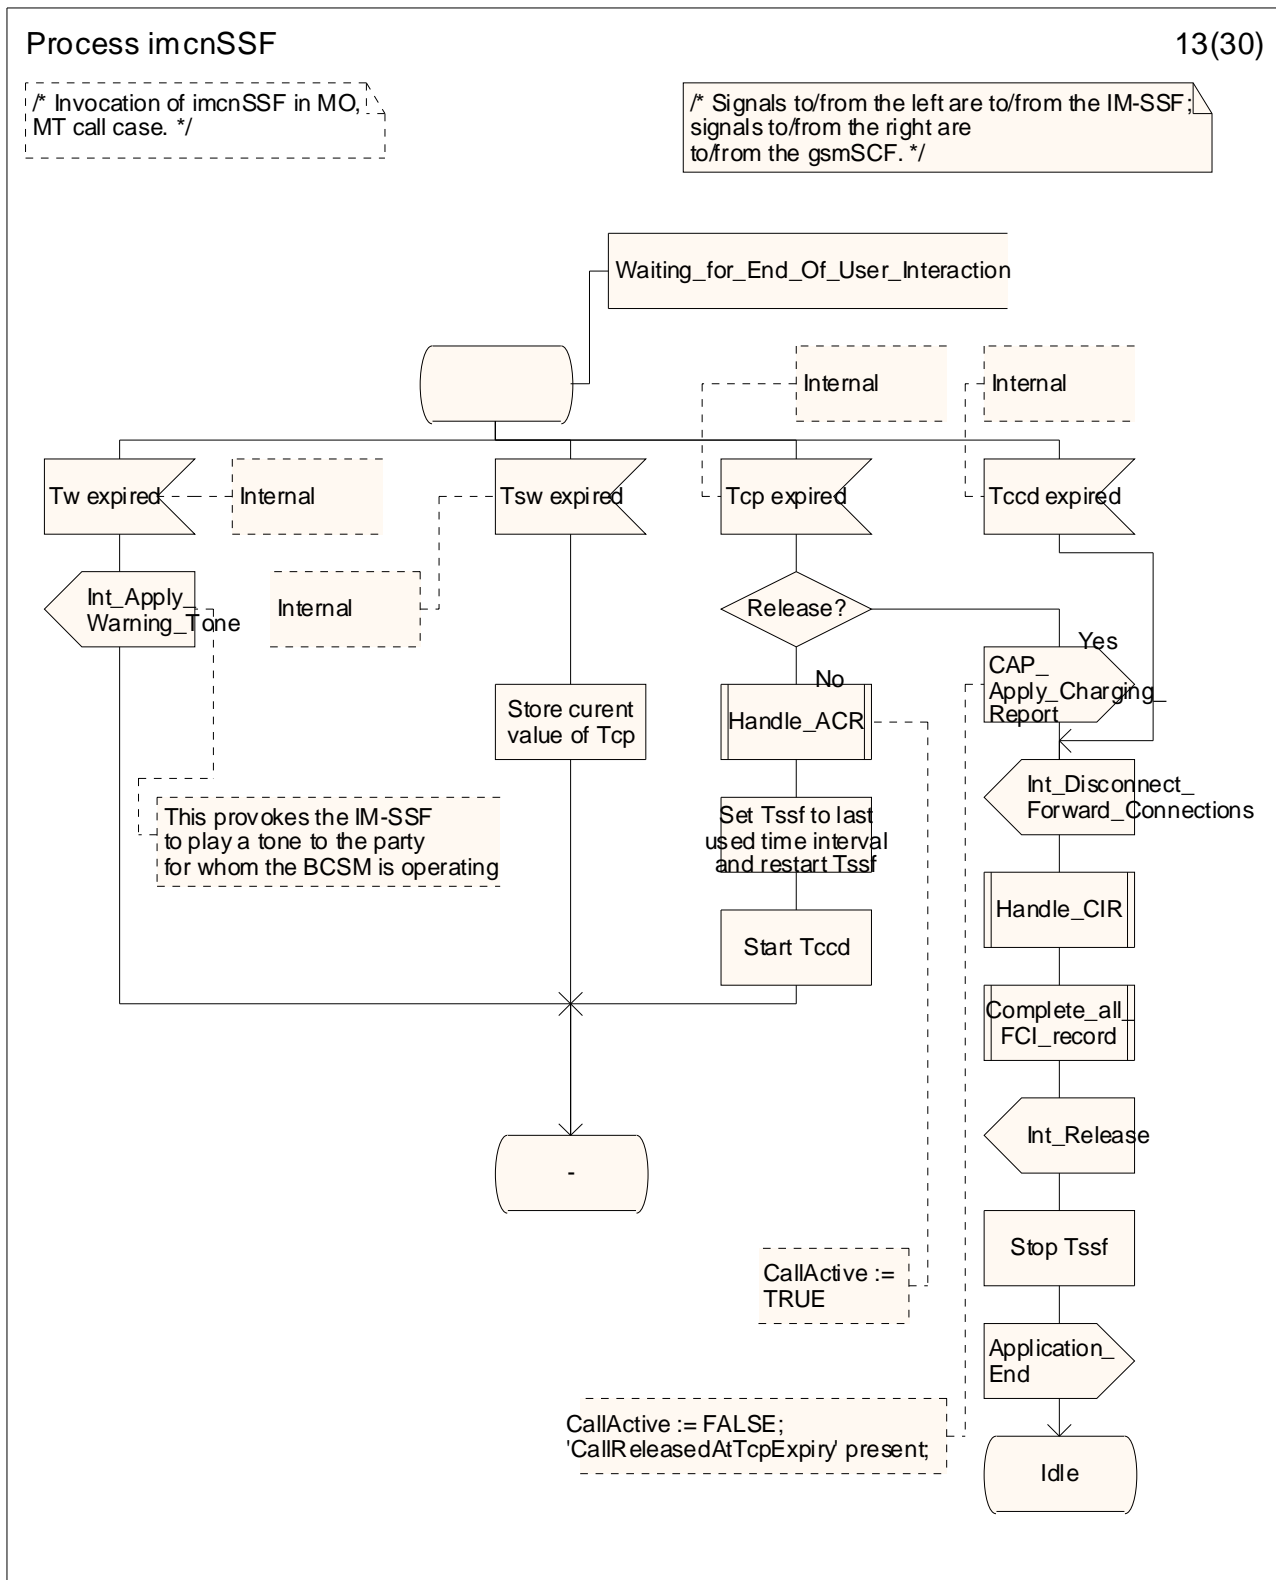 Process imcnSSF
13(30)
/* Invocation of imcnSSF in MO,
MT call case. */
/* Signals to/from the left are to/from the IM-SSF;
signals to/from the right are
to/from the gsmSCF. */
Waiting_for_End_Of_User_Interaction
Internal
Internal
Tw expired
Internal
Tsw expired
Tcp expired
Tccd expired
Int_Apply_
Warning_Tone
Internal
Release?
Yes
No
CAP_
Apply_Charging_
Report
Store curent
value of Tcp
Handle_ACR
Int_Disconnect_
Forward_Connections
This provokes the IM-SSF
to play a tone to the party
for whom the BCSM is operating
Set Tssf to last
used time interval
and restart Tssf
Handle_CIR
Start Tccd
Complete_all_
FCI_record
Int_Release
-
Stop Tssf
CallActive :=
TRUE
Application_
End
CallActive := FALSE;
'CallReleasedAtTcpExpiry' present;
Idle